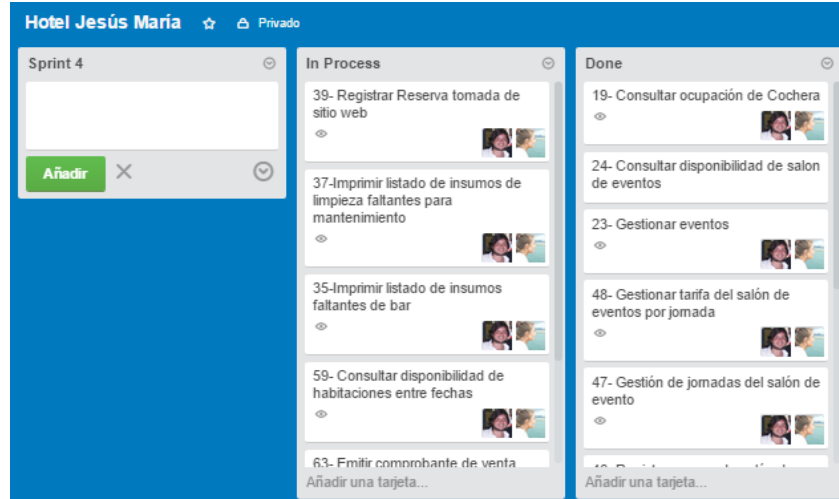 Hotel Jesús María
Privado
Sprint 4
Añadir
In Process
39- Registrar Reserva tomada de
sitio web
37-Imprimir listado de insumos de
limpieza faltantes para
mantenimiento
35-Imprimir listado de insumos
faltantes de bar
59- Consultar disponibilidad de
habitaciones entre fechas
63- Emitir comprobante de venta
Añadir una tarjeta...
Done
19- Consultar ocupación de Cochera
24- Consultar disponibilidad de salon
de eventos
23- Gestionar eventos
48- Gestionar tarifa del salón de
eventos por jornada
47- Gestión de jornadas del salón de
evento
Añadir una tarjeta...